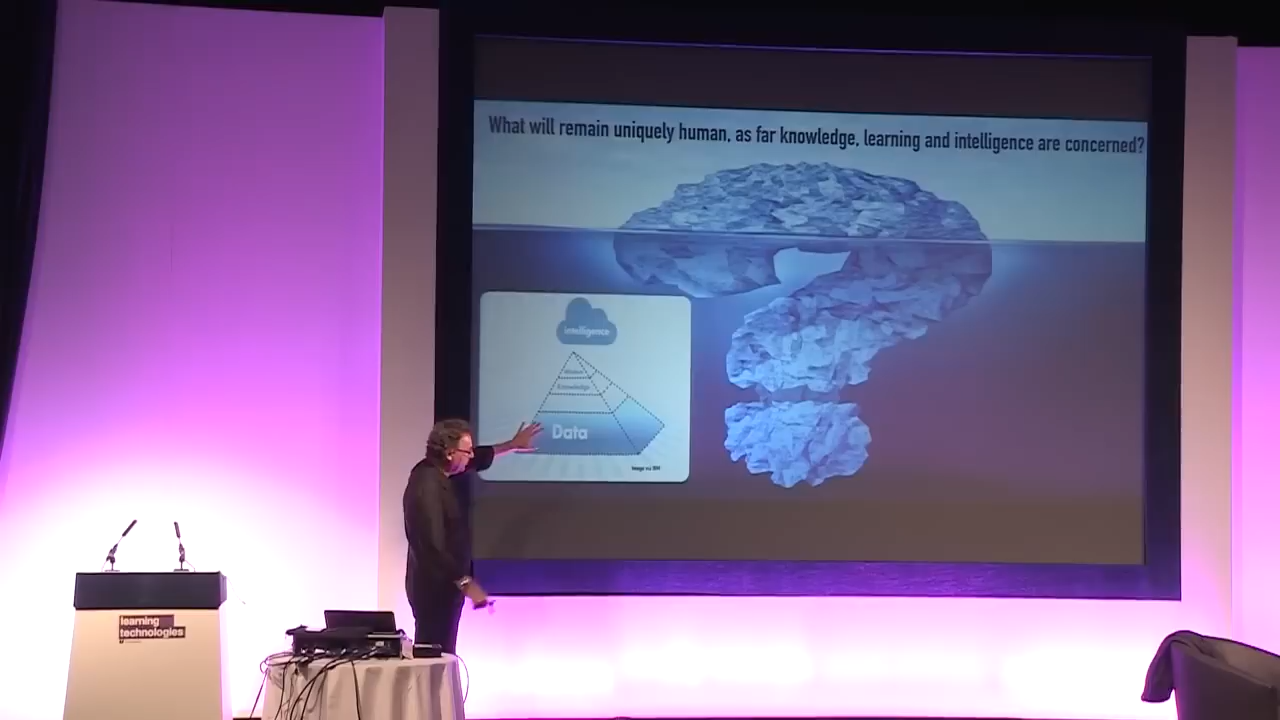 What will remain uniquely human, as far knowledge, learning and intelligence are concerned?
intelligence
Knowledge
Data
learning
technologies